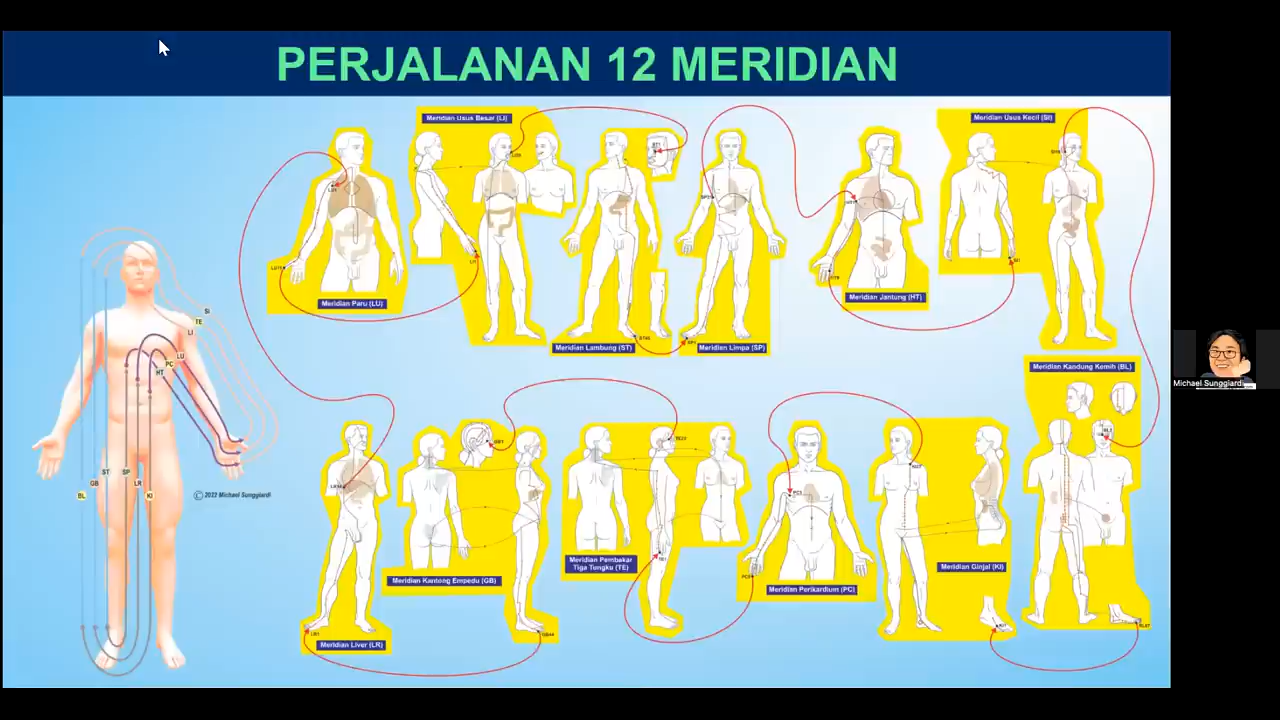 PERJALANAN 12 MERIDIAN
Meridian Usus Besar (LI)
Meridian Usus Kecil (SI)
Meridian Paru (LU)
Meridian Lambung (ST)
Meridian Limpa (SP)
Meridian Jantung (HT)
Meridian Kandung Kemih (BL)
SI
TE
LI
LU
PC
HT
ST
SP
GB
LR
BL
KI
© 2022 Michael Sunggiardi
Meridian Liver (LR)
Meridian Kantong Empedu (GB)
Meridian Pembakar
Tiga Tungku (TE)
Meridian Perikardium (PC)
Meridian Ginjal (KI)
Michael Sunggiardi